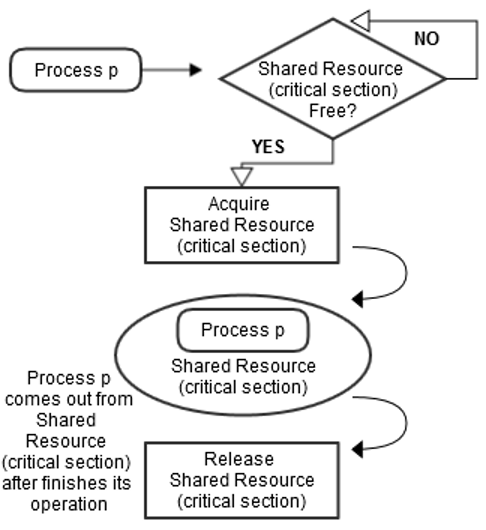 NO
Process p
Shared Resource
(critical section)
Free?
YES
Acquire
Shared Resource
(critical section)
Process p
Shared Resource
(critical section)
Process p
comes out from
Shared
Resource
(critical section)
after finishes its
operation
Release
Shared Resource
(critical section)